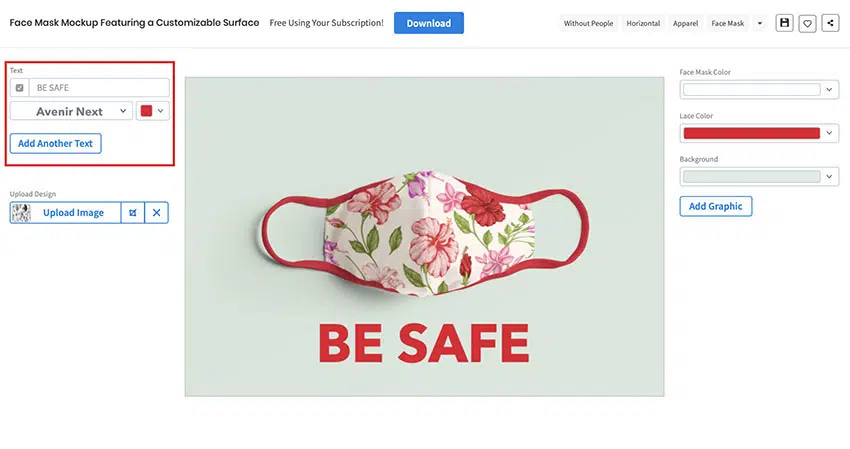 Face Mask Mockup Featuring a Customizable Surface Free Using Your Subscription! Download Without People Horizontal Apparel Face Mask
Text
BE SAFE
Avenir Next
Add Another Text
Upload Design
Upload Image
BE SAFE
Face Mask Color
Lace Color
Background
Add Graphic